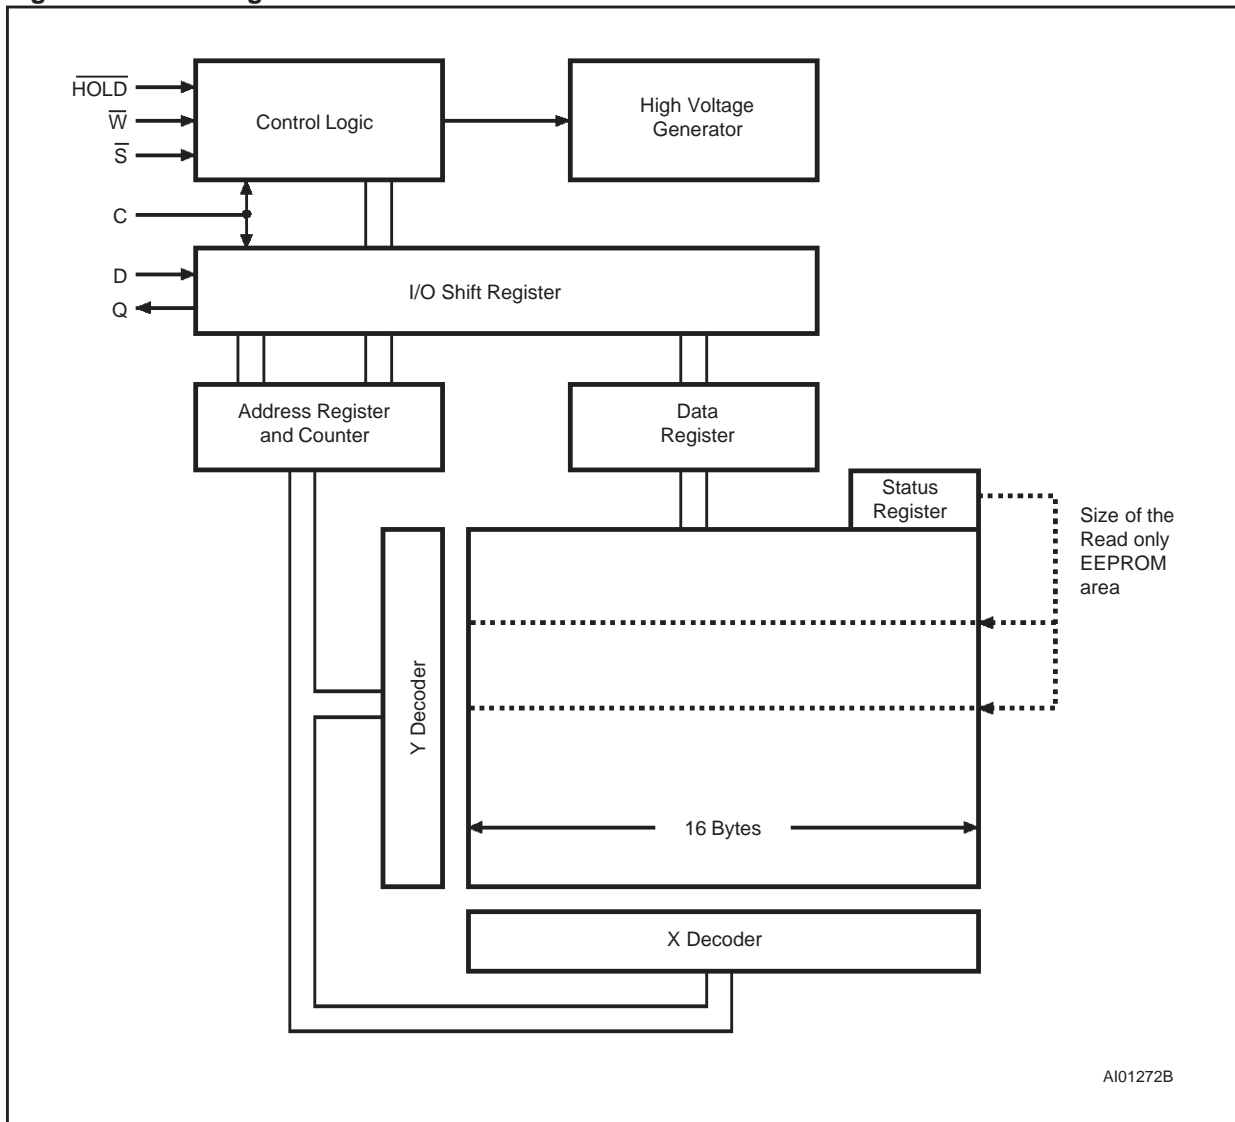 HOLD
W
S
C
D
Q
Control Logic
High Voltage
Generator
I/O Shift Register
Address Register
and Counter
Data
Register
Status
Register
Size of the
Read only
EEPROM
area
Y Decoder
16 Bytes
X Decoder
AI01272B